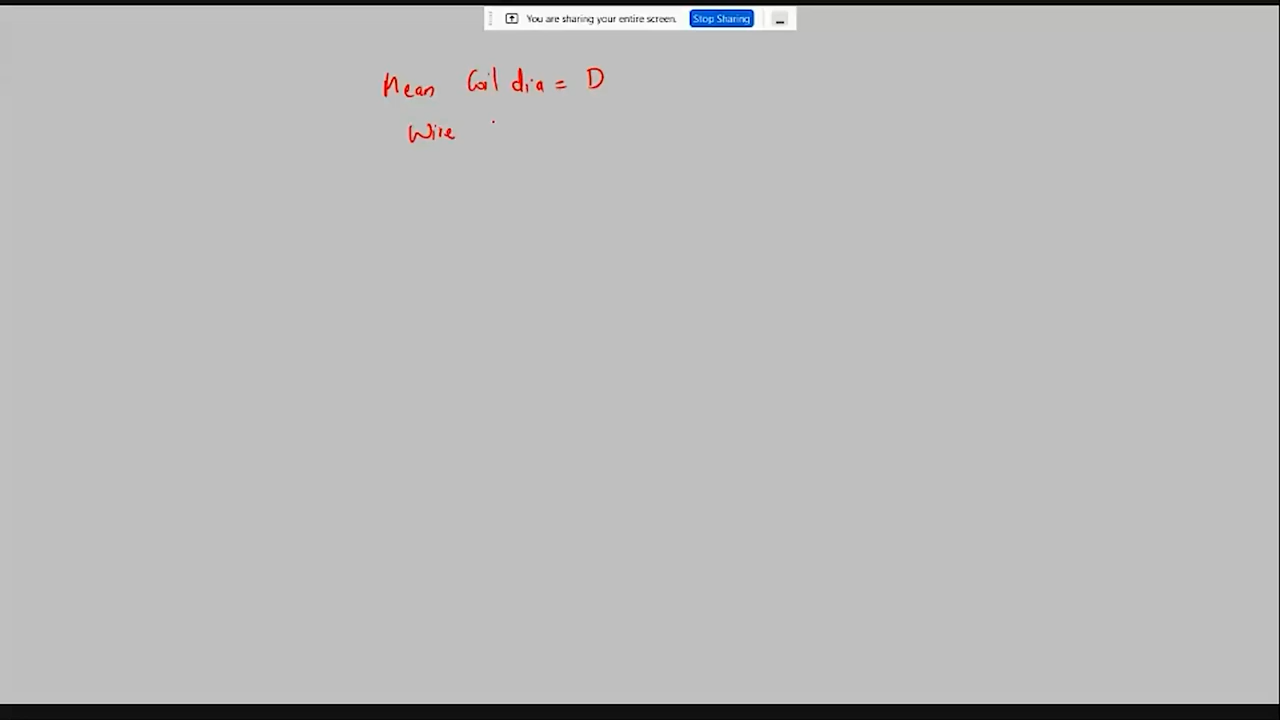 You are sharing your entire screen. Stop Sharing
Mean Coil dia = D
Wire